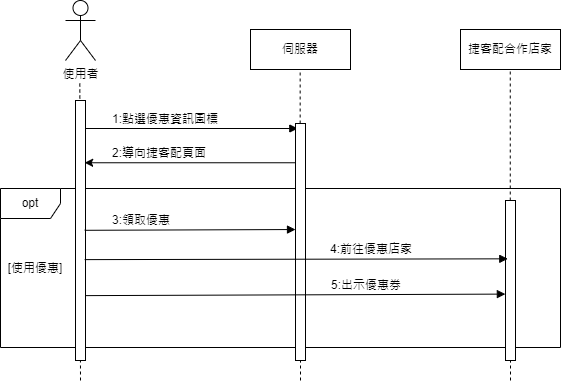 使用者
伺服器
捷客配合作店家
1:點選優惠資訊圖標
2:導向捷客配頁面
opt
3:領取優惠
4:前往優惠店家
[使用優惠]
5:出示優惠券